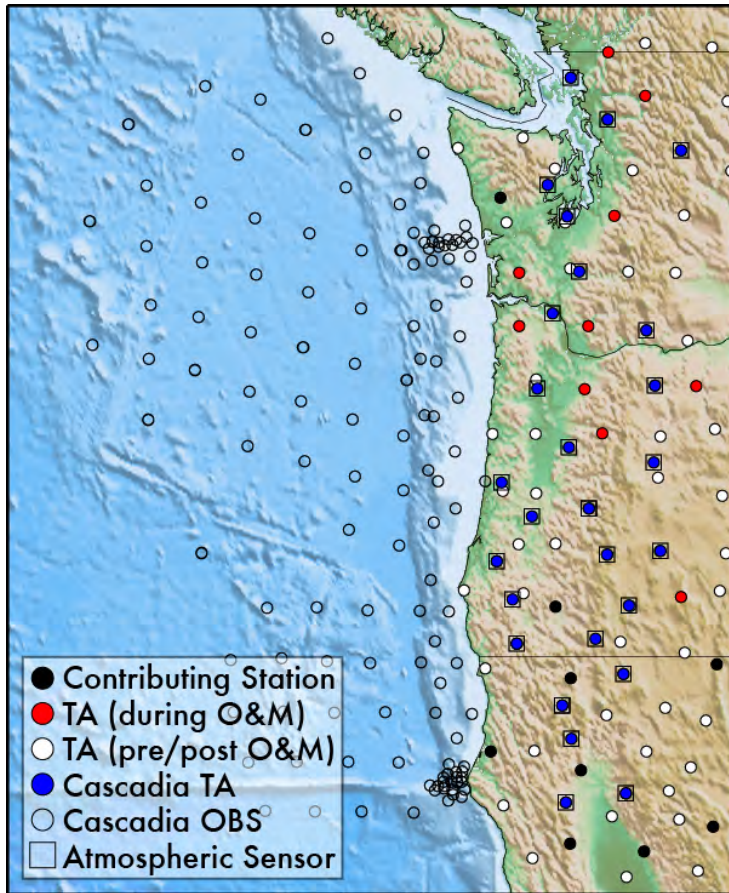 Contributing Station
TA (during O&M)
TA (pre/post O&M)
Cascadia TA
Cascadia OBS
Atmospheric Sensor